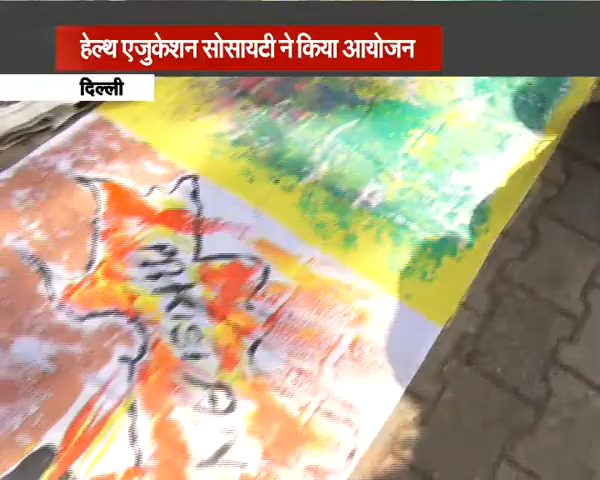 हेल्थ एजुकेशन सोसायटी ने किया आयोजन
दिल्ली